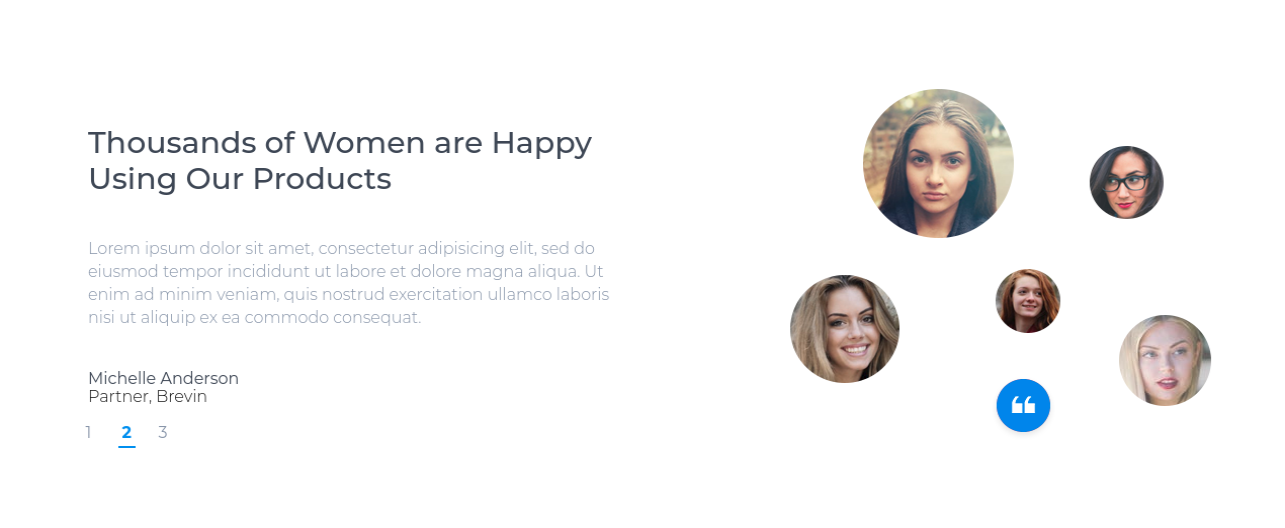 Thousands of Women are Happy
Using Our Products
Lorem ipsum dolor sit amet, consectetur adipisicing elit, sed do
eiusmod tempor incididunt ut labore et dolore magna aliqua. Ut
enim ad minim veniam, quis nostrud exercitation ullamco laboris
nisi ut aliquip ex ea commodo consequat.
Michelle Anderson
Partner, Brevin
1 2 3